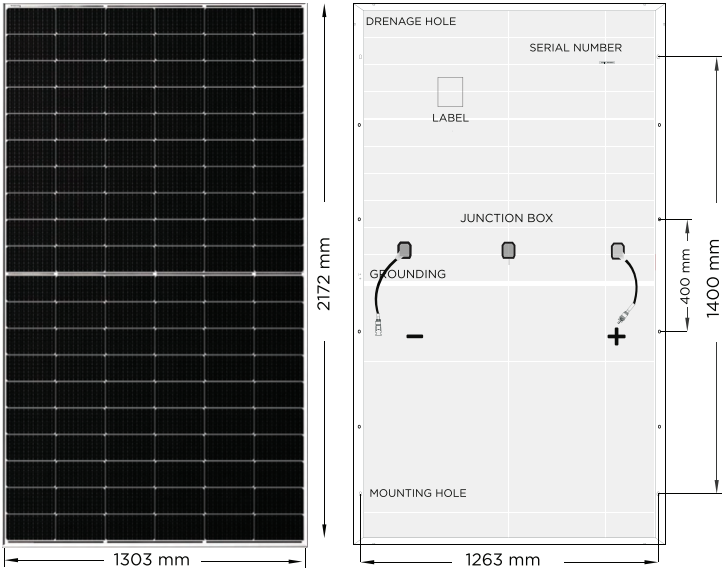 DRENAGE HOLE
SERIAL NUMBER
LABEL
JUNCTION BOX
GROUNDING
2172 mm
400 mm
1400 mm
MOUNTING HOLE
1303 mm
1263 mm